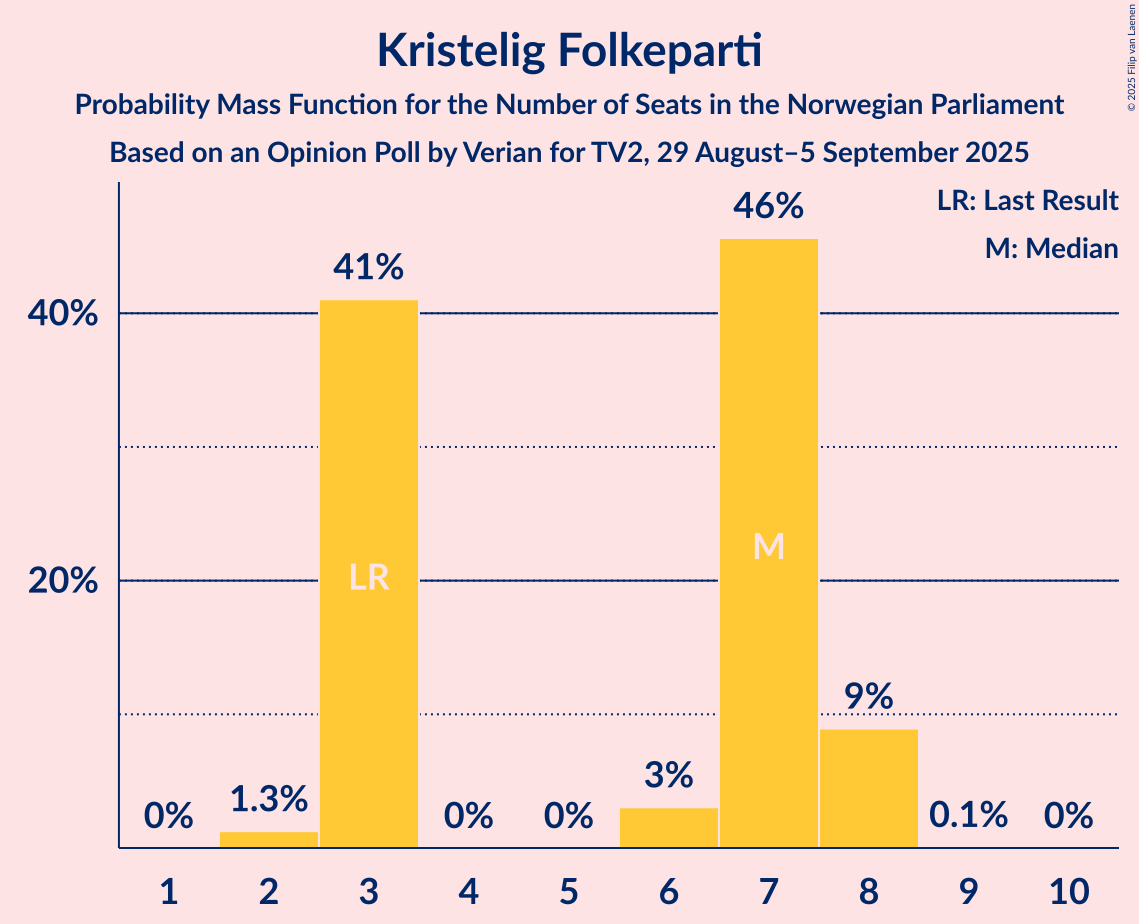 Kristelig Folkeparti
Probability Mass Function for the Number of Seats in the Norwegian Parliament
Based on an Opinion Poll by Verian for TV2, 29 August–5 September 2025
© 2025 Filip van Laenen
LR: Last Result
M: Median
46%
41%
40%
M
LR
20%
9%
3%
1.3%
0% 0% 0% 0.1% 0%
1 2 3 4 5 6 7 8 9 10